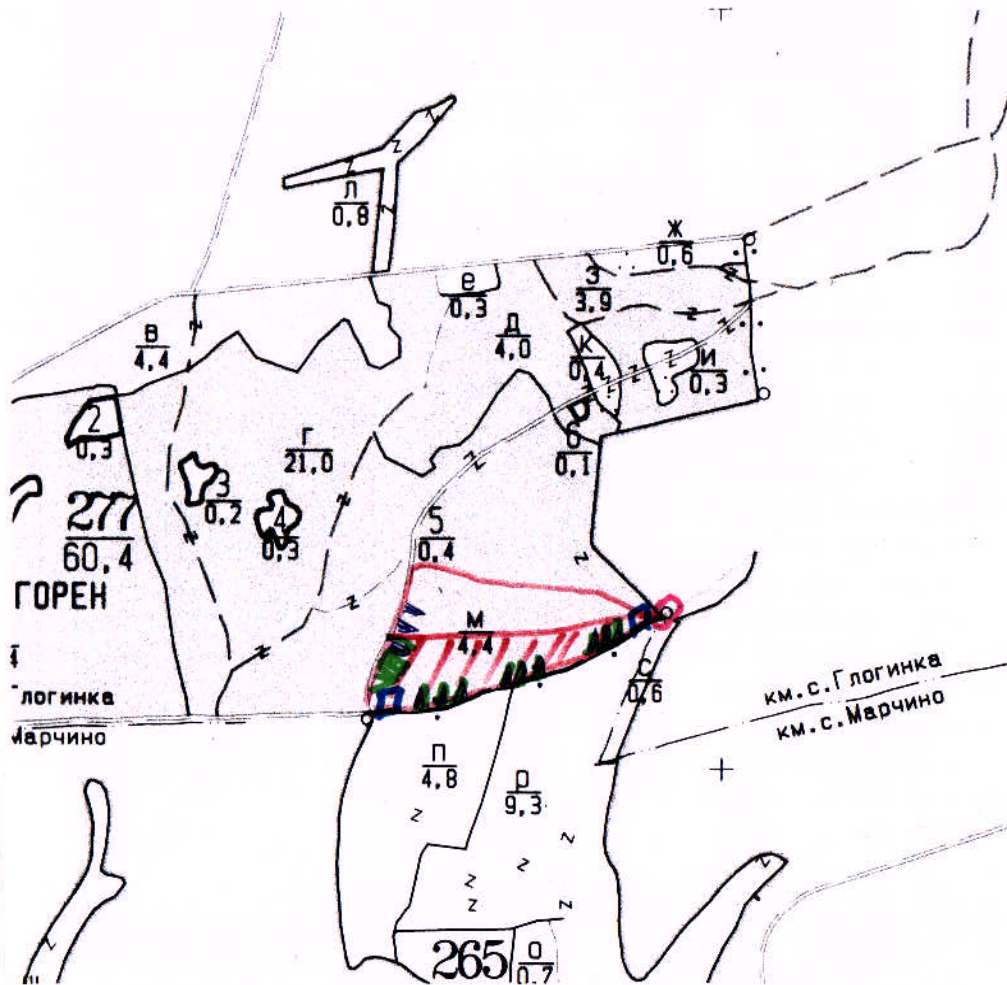 л
0,8
ж
0,6
е
0,3
З
3,9
в
4,4
д
4,0
к
0,4
и
0,3
2
0,3
г
21,0
б
0,1
3
0,2
4
0,3
5
0,4
277
60,4
ГОРЕН
м
4,4
с
0,6
км.с.Глогинка
км.с.Марчино
логинка
Марчино
п
4,8
р
9,3
265
о
0,7